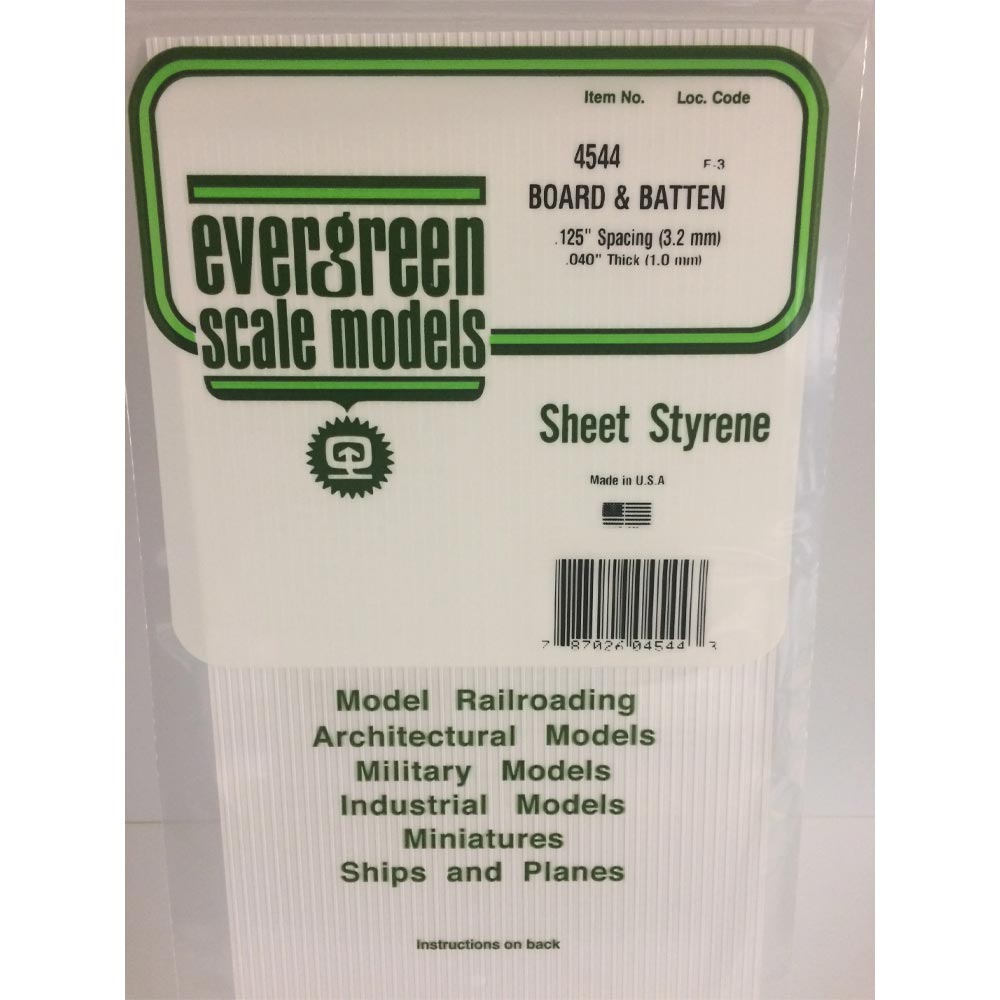 Item No. Loc. Code
4544 F-3
BOARD & BATTEN
.125" Spacing (3.2 mm)
.040" Thick (1.0 mm)
evergreen
scale models
Sheet Styrene
Made in U.S.A
7 87026 04544 3
Model Railroading
Architectural Models
Military Models
Industrial Models
Miniatures
Ships and Planes
Instructions on back